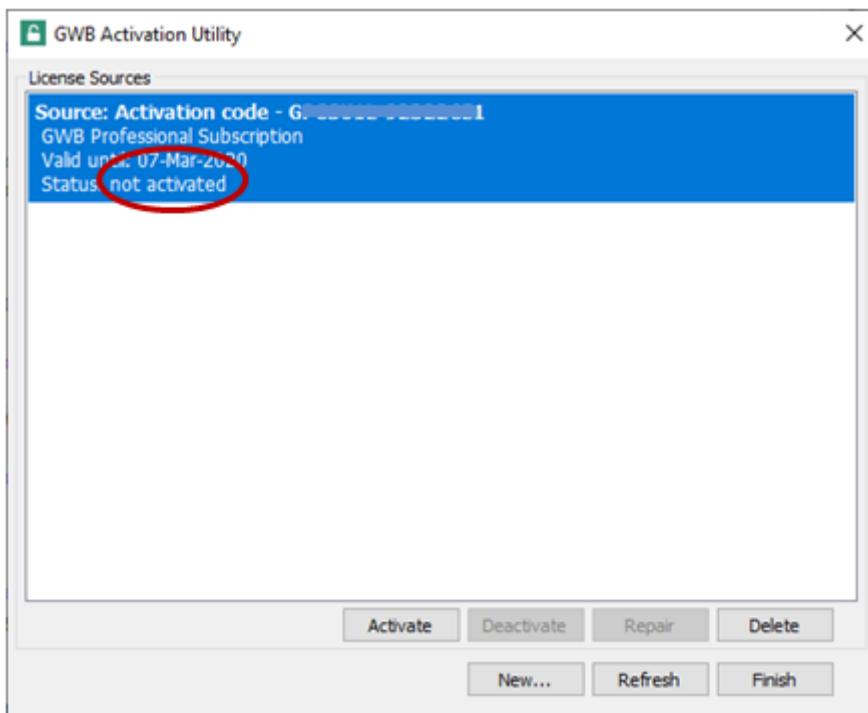 GWB Activation Utility
License Sources
Source: Activation code -
GWB Professional Subscription
Valid until: 07-Mar-2020
Status: not activated
Activate Deactivate Repair Delete
New... Refresh Finish